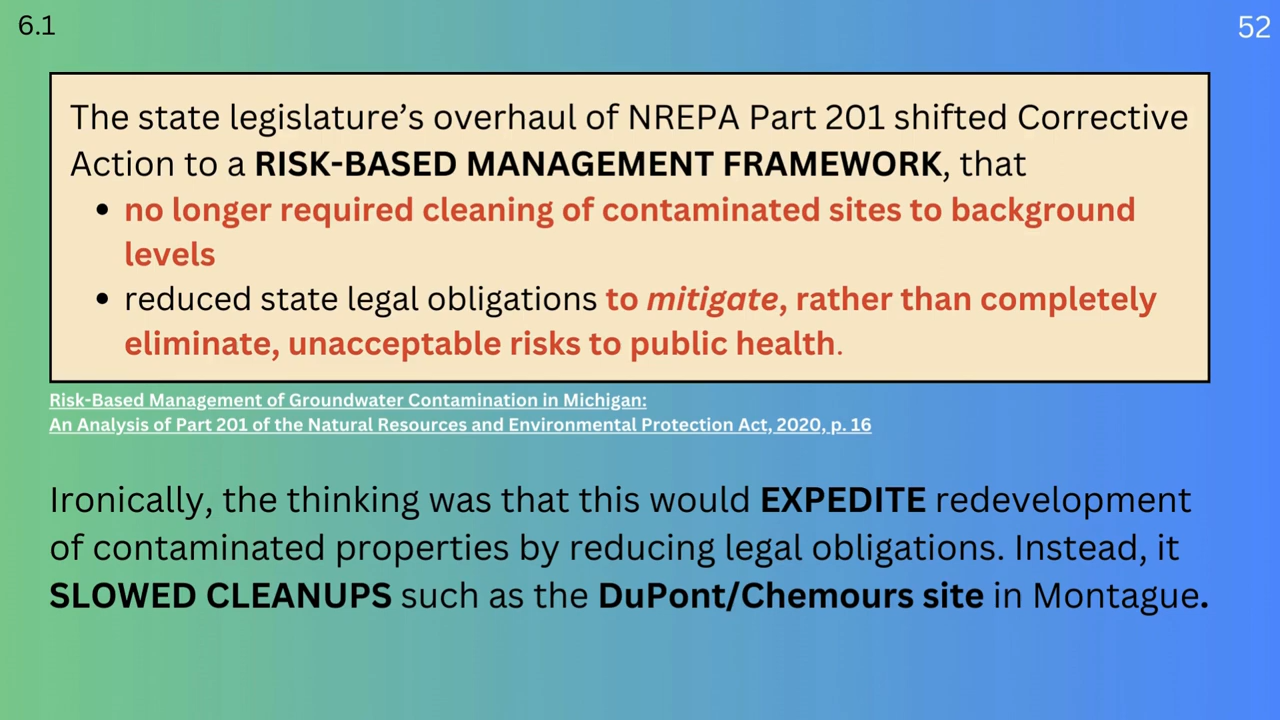 6.1
52
The state legislature’s overhaul of NREPA Part 201 shifted Corrective
Action to a RISK-BASED MANAGEMENT FRAMEWORK, that
• no longer required cleaning of contaminated sites to background
levels
• reduced state legal obligations to mitigate, rather than completely
eliminate, unacceptable risks to public health.
Risk-Based Management of Groundwater Contamination in Michigan:
An Analysis of Part 201 of the Natural Resources and Environmental Protection Act, 2020, p. 16
Ironically, the thinking was that this would EXPEDITE redevelopment
of contaminated properties by reducing legal obligations. Instead, it
SLOWED CLEANUPS such as the DuPont/Chemours site in Montague.